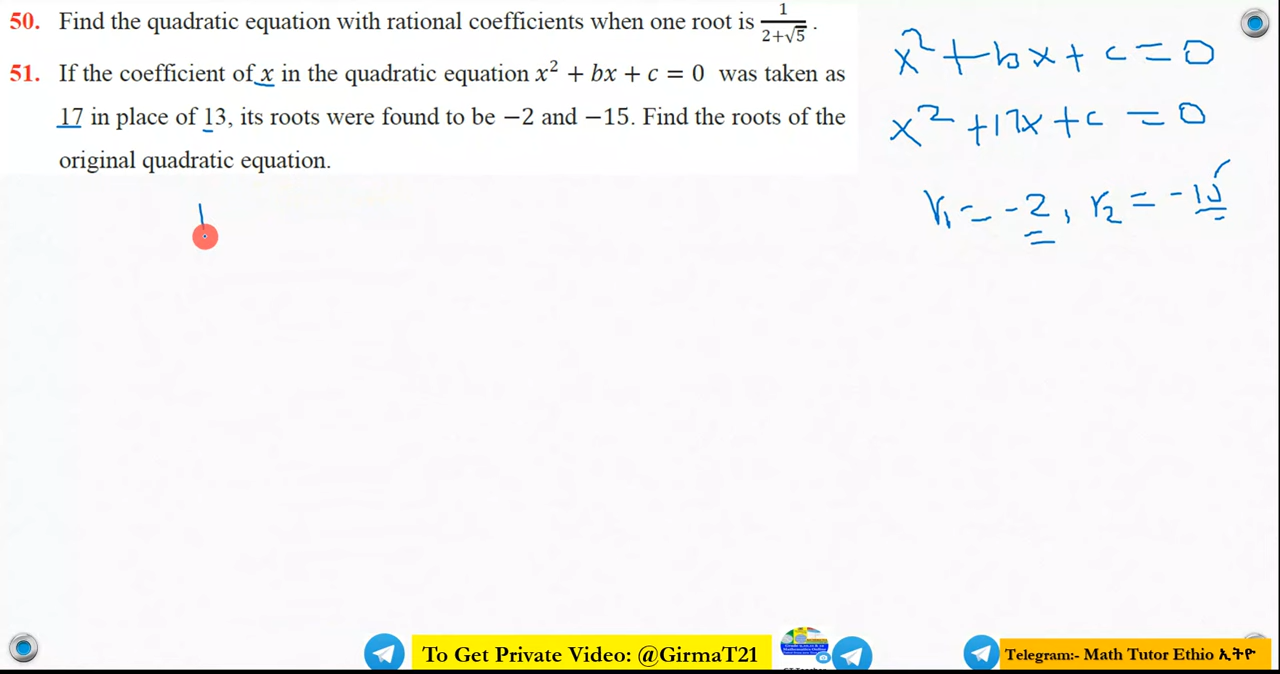 50. Find the quadratic equation with rational coefficients when one root is 1/(2+√5) .
51. If the coefficient of x in the quadratic equation x² + bx + c = 0 was taken as
17 in place of 13, its roots were found to be −2 and −15. Find the roots of the
original quadratic equation.
x² + bx + c = 0
x² + 17x + c = 0
r₁ = -2, r₂ = -15
To Get Private Video: @GirmaT21
Telegram:- Math Tutor Ethio ኢትዮ